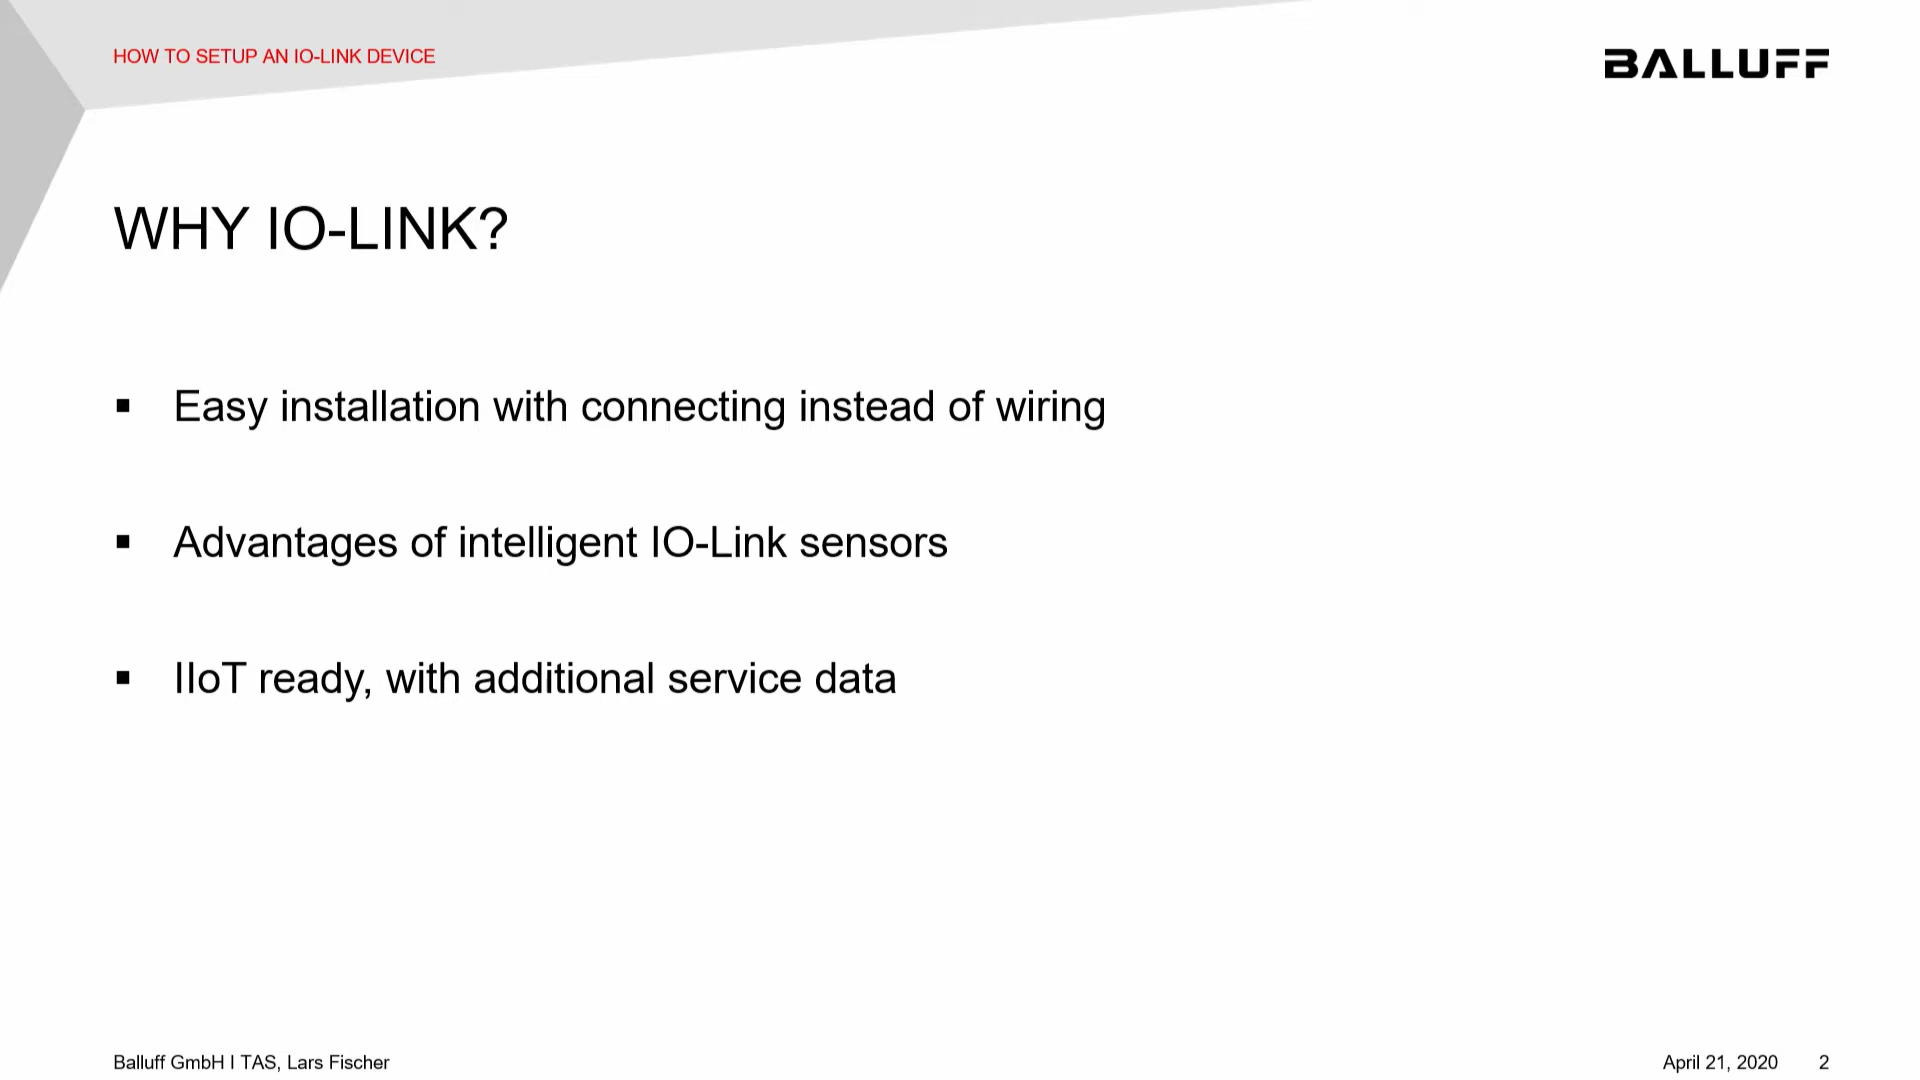 HOW TO SETUP AN IO-LINK DEVICE
BALLUFF
WHY IO-LINK?
▪ Easy installation with connecting instead of wiring
▪ Advantages of intelligent IO-Link sensors
▪ IIoT ready, with additional service data
Balluff GmbH I TAS, Lars Fischer
April 21, 2020 2